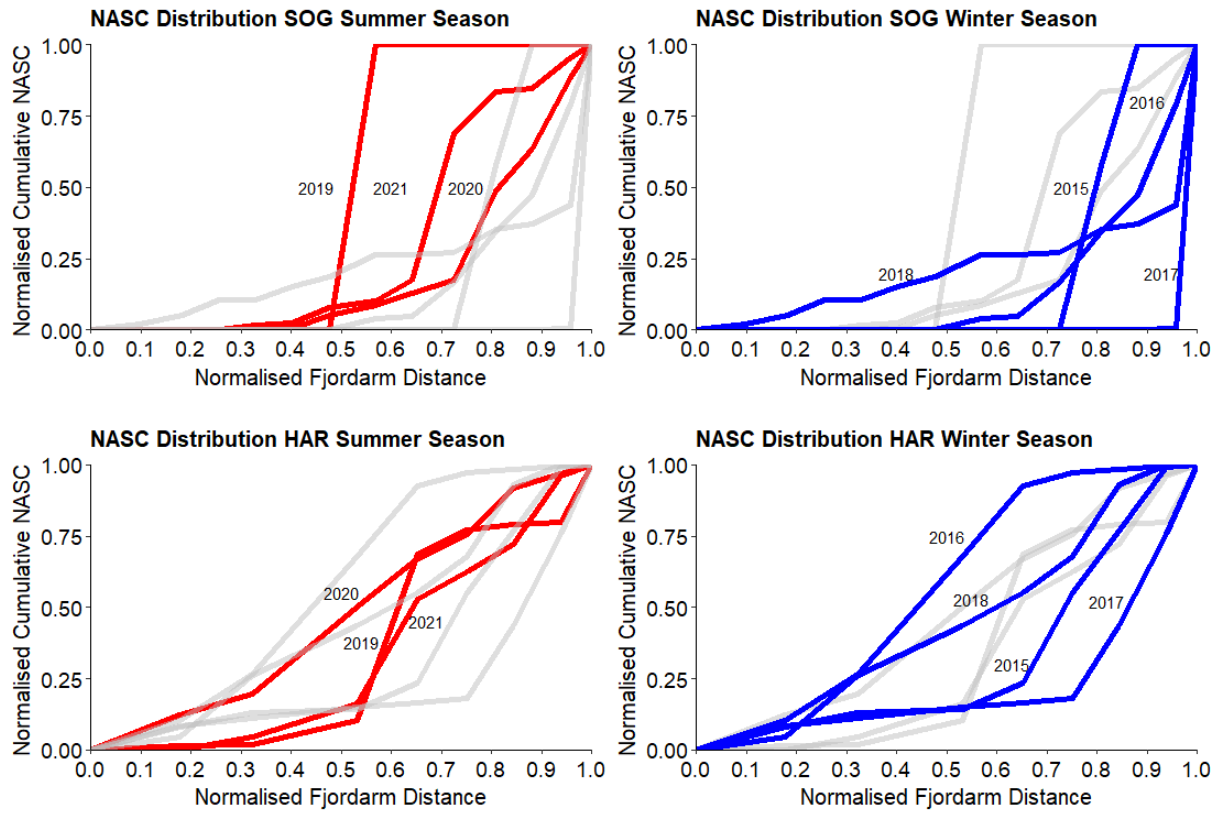 NASC Distribution SOG Summer Season
Normalised Cumulative NASC
1.00
0.75
0.50
0.25
0.00
2019
2021
2020
0.0 0.1 0.2 0.3 0.4 0.5 0.6 0.7 0.8 0.9 1.0
Normalised Fjordarm Distance
NASC Distribution SOG Winter Season
Normalised Cumulative NASC
1.00
0.75
0.50
0.25
0.00
2016
2015
2018
2017
0.0 0.1 0.2 0.3 0.4 0.5 0.6 0.7 0.8 0.9 1.0
Normalised Fjordarm Distance
NASC Distribution HAR Summer Season
Normalised Cumulative NASC
1.00
0.75
0.50
0.25
0.00
2020
2021
2019
0.0 0.1 0.2 0.3 0.4 0.5 0.6 0.7 0.8 0.9 1.0
Normalised Fjordarm Distance
NASC Distribution HAR Winter Season
Normalised Cumulative NASC
1.00
0.75
0.50
0.25
0.00
2016
2018
2017
2015
0.0 0.1 0.2 0.3 0.4 0.5 0.6 0.7 0.8 0.9 1.0
Normalised Fjordarm Distance